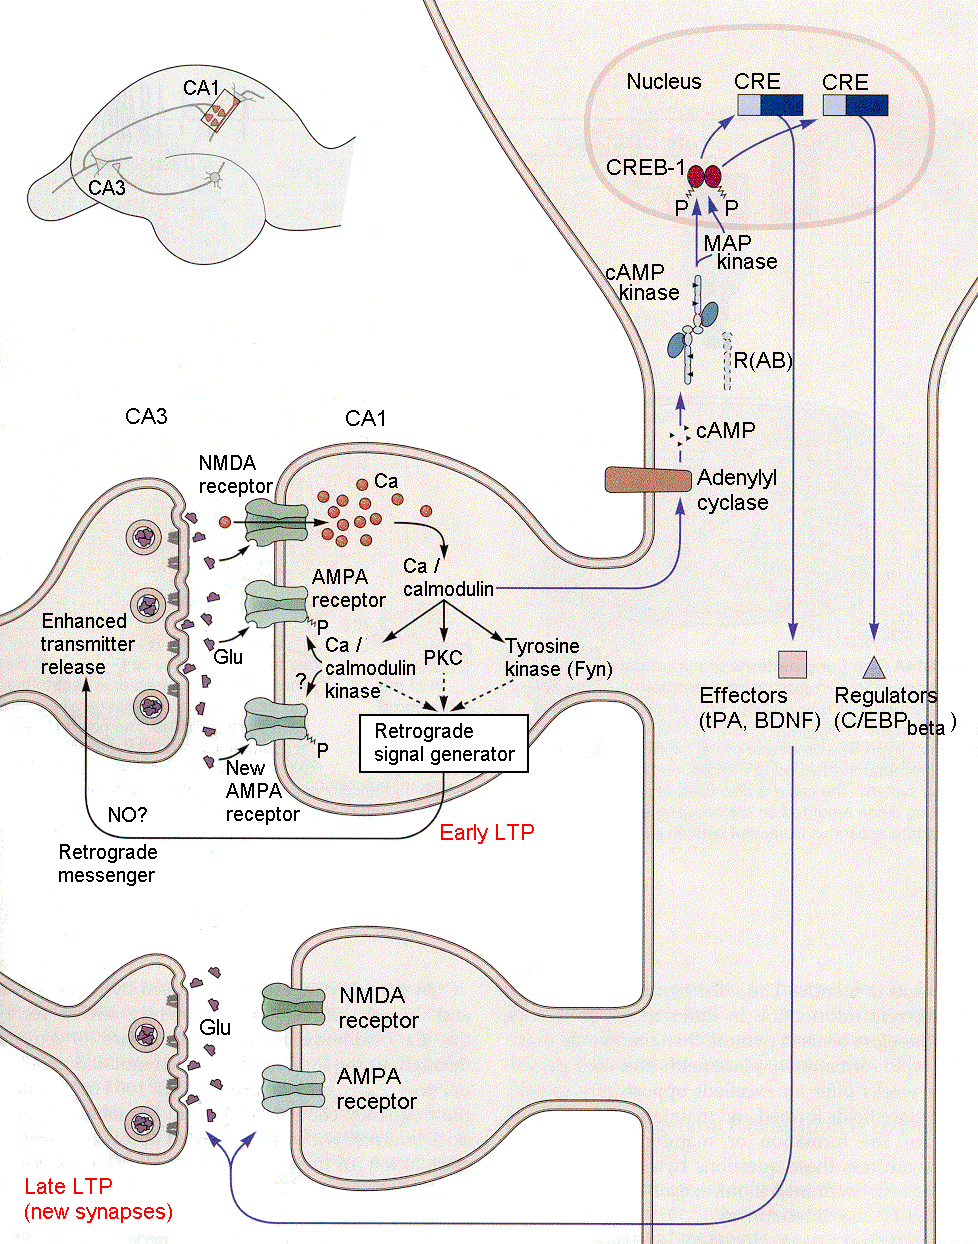 CA1
CA3
Nucleus
CRE
CRE
CREB-1
P
P
MAP
kinase
cAMP
kinase
R(AB)
cAMP
Adenylyl
cyclase
CA3
CA1
NMDA
receptor
Ca
Ca /
calmodulin
AMPA
receptor
P
Enhanced
transmitter
release
Glu
Ca /
calmodulin
kinase
?
PKC
Tyrosine
kinase (Fyn)
P
New
AMPA
receptor
Retrograde
signal generator
Effectors
(tPA, BDNF)
Regulators
(C/EBPbeta )
NO?
Retrograde
messenger
Early LTP
Glu
NMDA
receptor
AMPA
receptor
Late LTP
(new synapses)